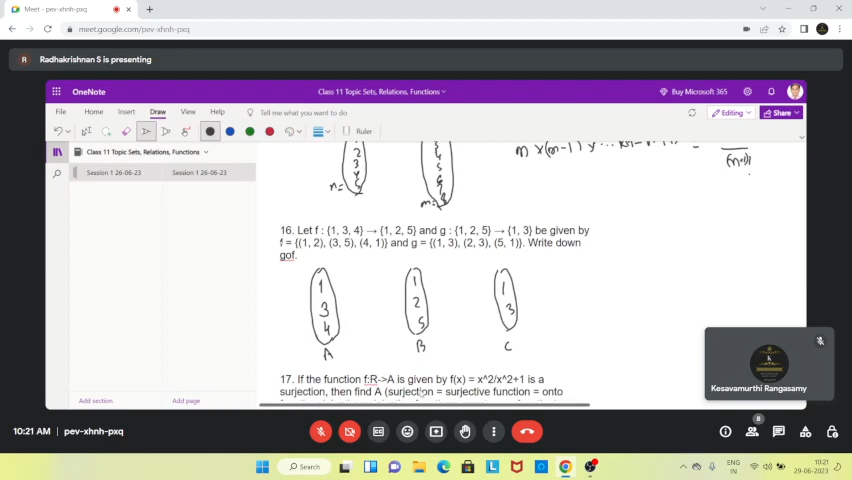 Meet - pev-xhnh-pxq
meet.google.com/pev-xhnh-pxq
R Radhakrishnan S is presenting
OneNote
Class 11 Topic Sets, Relations, Functions
Buy Microsoft 365
File Home Insert Draw View Help Tell me what you want to do
Editing Share
Ruler
Class 11 Topic Sets, Relations, Functions
Session 1 26-06-23 Session 1 26-06-23
2
3
n=
m=
16. Let f : {1, 3, 4} → {1, 2, 5} and g : {1, 2, 5} → {1, 3} be given by
f = {(1, 2), (3, 5), (4, 1)} and g = {(1, 3), (2, 3), (5, 1)}. Write down
gof.
1 1 1
3 2 3
4 5
A B C
17. If the function f:R->A is given by f(x) = x^2/x^2+1 is a
surjection, then find A (surjection = surjective function = onto
Add section Add page
Kesavamurthi Rangasamy
10:21 AM pev-xhnh-pxq
8
Search
ENG
IN
10:21
29-06-2023